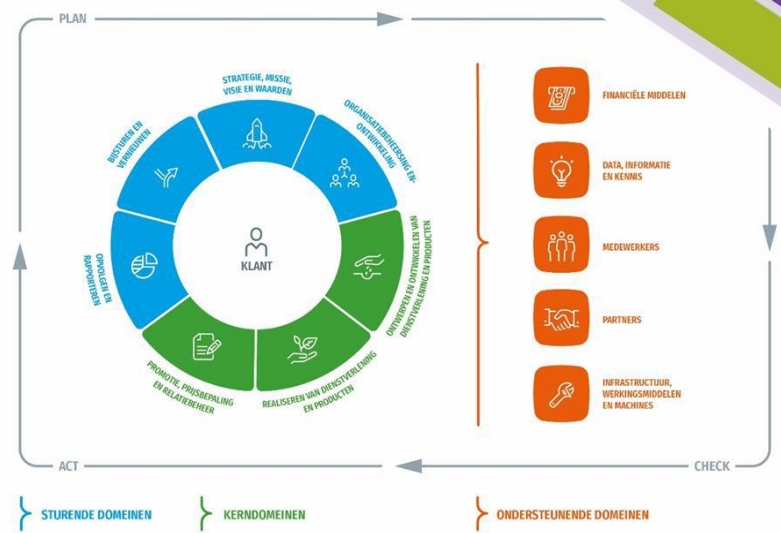 PLAN
STRATEGIE, MISSIE,
VISIE EN WAARDEN
ORGANISATIEBEHEERSING EN-
ONTWIKKELING
BIJSTUREN EN
VERNIEUWEN
OPVOLGEN EN
RAPPORTEREN
KLANT
ONTWERPEN EN ONTWIKKELEN VAN
DIENSTVERLENING EN PRODUCTEN
PROMOTIE, PRIJSBEPALING
EN RELATIEBEHEER
REALISEREN VAN DIENSTVERLENING
EN PRODUCTEN
FINANCIËLE MIDDELEN
DATA, INFORMATIE
EN KENNIS
MEDEWERKERS
PARTNERS
INFRASTRUCTUUR,
WERKINGSMIDDELEN
EN MACHINES
ACT
CHECK
STURENDE DOMEINEN
KERNDOMEINEN
ONDERSTEUNENDE DOMEINEN